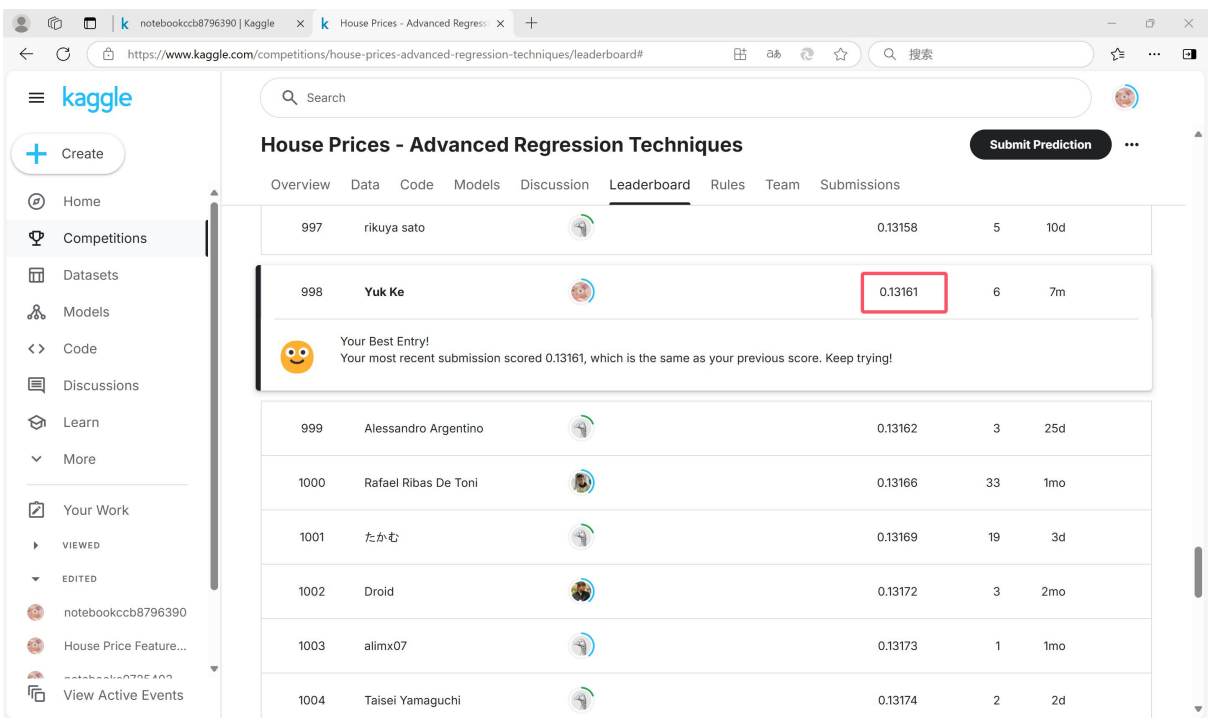 notebookccb8796390 | Kaggle
House Prices - Advanced Regressi
https://www.kaggle.com/competitions/house-prices-advanced-regression-techniques/leaderboard#
搜索
kaggle
Search
Create
House Prices - Advanced Regression Techniques
Submit Prediction
Overview Data Code Models Discussion Leaderboard Rules Team Submissions
Home
Competitions
Datasets
Models
Code
Discussions
Learn
More
Your Work
VIEWED
EDITED
notebookccb8796390
House Price Feature...
View Active Events
997 rikuya sato 0.13158 5 10d
998 Yuk Ke 0.13161 6 7m
Your Best Entry!
Your most recent submission scored 0.13161, which is the same as your previous score. Keep trying!
999 Alessandro Argentino 0.13162 3 25d
1000 Rafael Ribas De Toni 0.13166 33 1mo
1001 たかむ 0.13169 19 3d
1002 Droid 0.13172 3 2mo
1003 alimx07 0.13173 1 1mo
1004 Taisei Yamaguchi 0.13174 2 2d